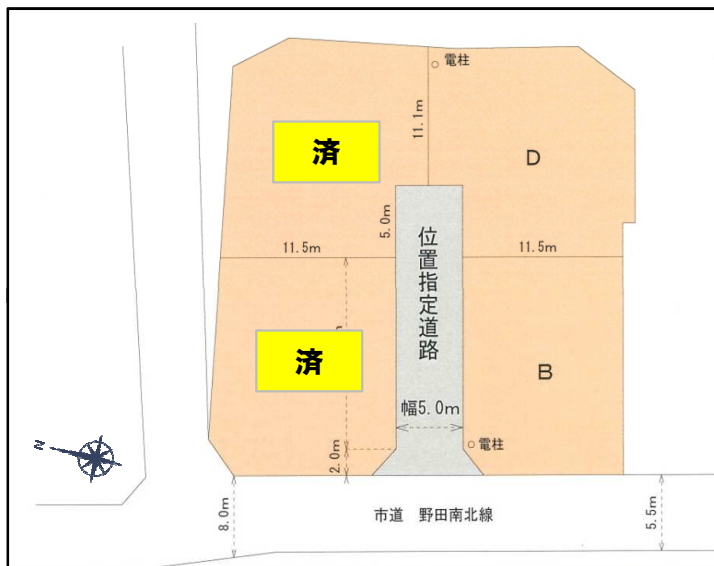 電柱
11.1m
済
D
5.0m
位置指定道路
11.5m
11.5m
済
B
幅5.0m
電柱
2.0m
N
8.0m
市道 野田南北線
5.5m